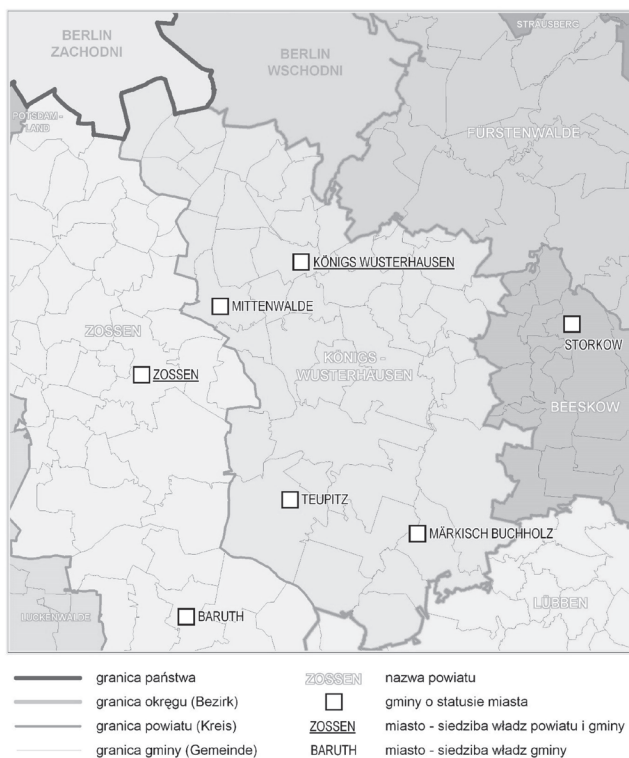 BERLIN
ZACHODNI
BERLIN
WSCHODNI
STRAUSBERG
POTSDAM -
LAND
FÜRSTENWALDE
KÖNIGS WUSTERHAUSEN
MITTENWALDE
ZOSSEN
STORKOW
KÖNIGS -
WUSTERHAUSEN
ZOSSEN
BEESKOW
TEUPITZ
MÄRKISCH BUCHHOLZ
LÜBBEN
LUCKENWALDE
BARUTH
granica państwa
granica okręgu (Bezirk)
granica powiatu (Kreis)
granica gminy (Gemeinde)
ZOSSEN nazwa powiatu
gminy o statusie miasta
ZOSSEN miasto - siedziba władz powiatu i gminy
BARUTH miasto - siedziba władz gminy